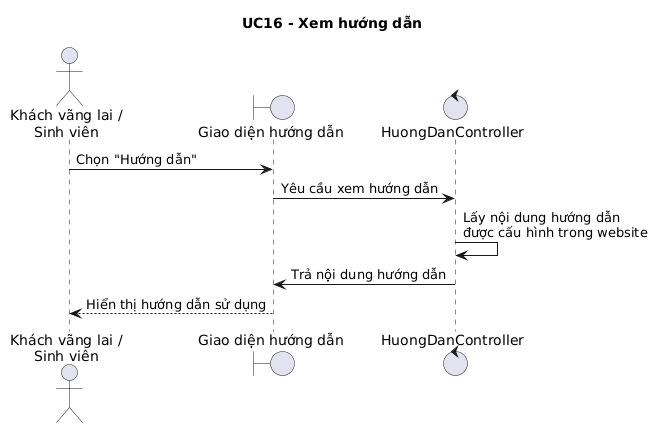 UC16 - Xem hướng dẫn
Khách vãng lai /
Sinh viên
Giao diện hướng dẫn
HuongDanController
Chọn "Hướng dẫn"
Yêu cầu xem hướng dẫn
Lấy nội dung hướng dẫn
được cấu hình trong website
Trả nội dung hướng dẫn
Hiển thị hướng dẫn sử dụng
Khách vãng lai /
Sinh viên
Giao diện hướng dẫn
HuongDanController